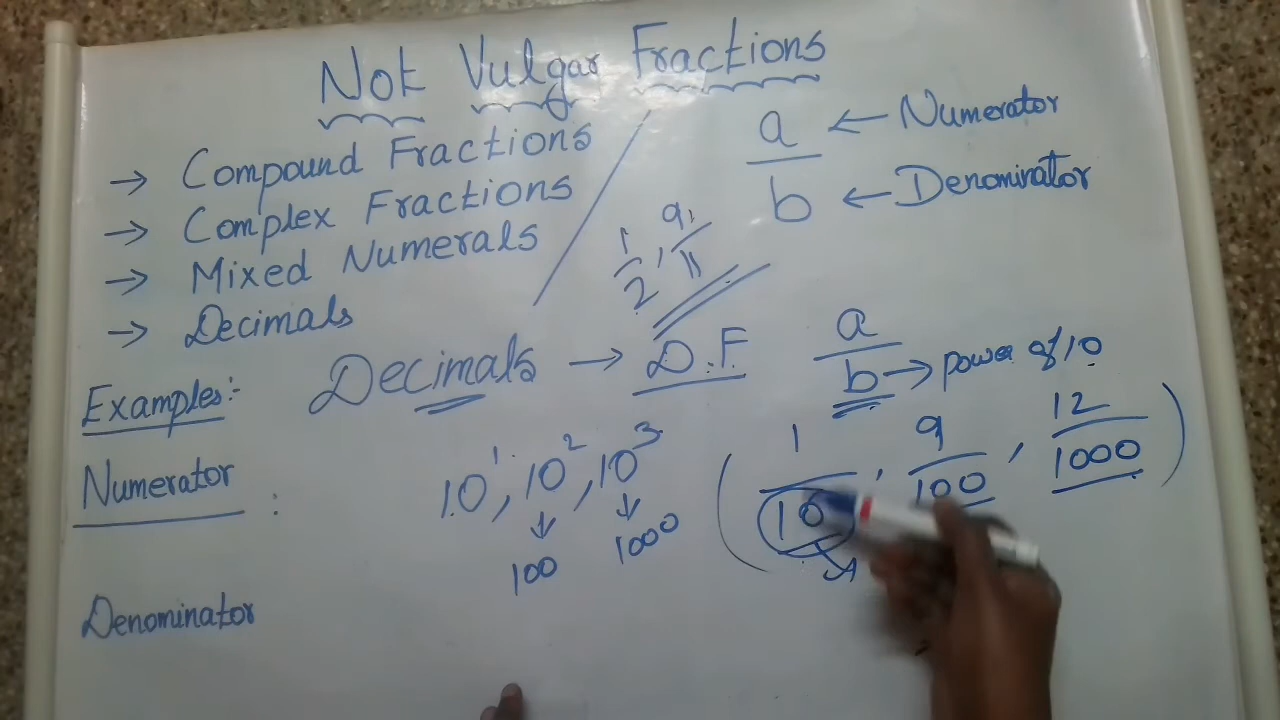 Not Vulgar Fractions
→ Compound Fractions
→ Complex Fractions
→ Mixed Numerals
→ Decimals
a ← Numerator
b ← Denominator
1/2, 9/11
Decimals → D.F
a/b → power of 10
Examples:-
Numerator :
Denominator
10¹, 10², 10³
↓ ↓
100 1000
(1/10, 9/100, 12/1000)